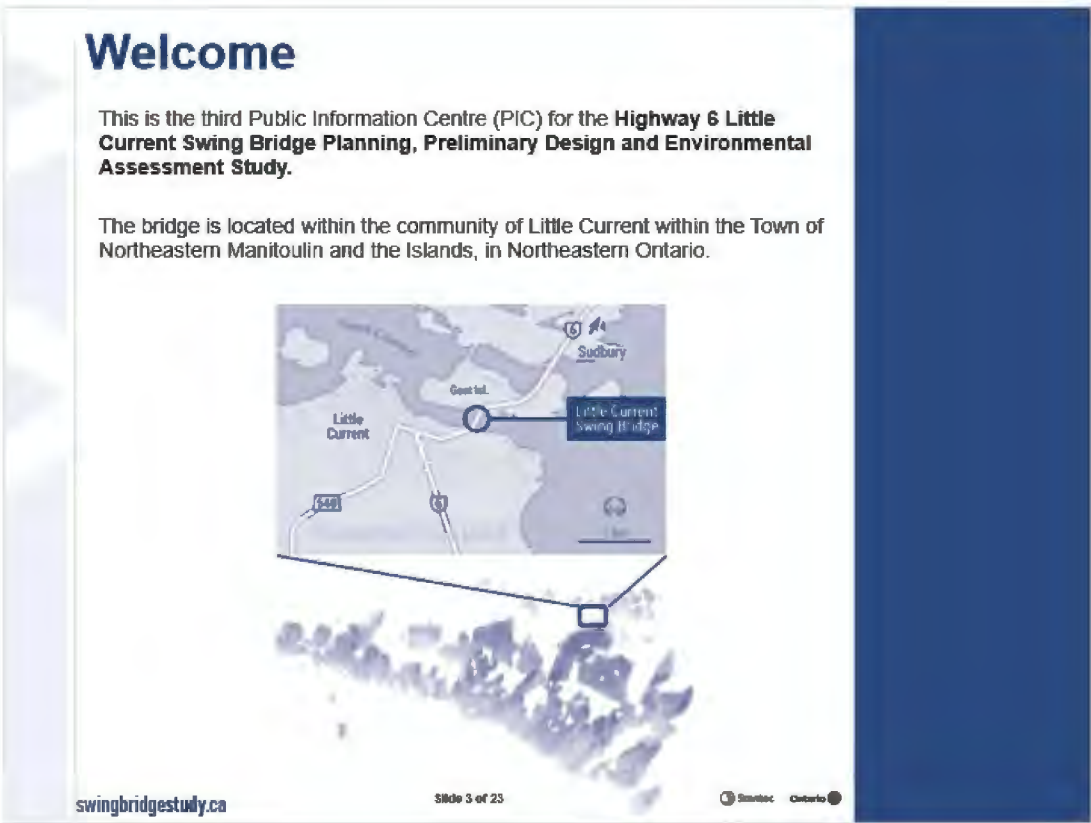 Welcome
This is the third Public Information Centre (PIC) for the Highway 6 Little
Current Swing Bridge Planning, Preliminary Design and Environmental
Assessment Study.
The bridge is located within the community of Little Current within the Town of
Northeastern Manitoulin and the Islands, in Northeastern Ontario.
6
Sudbury
Goat Isl.
Little Current
Swing Bridge
Little
Current
540
6
swingbridgestudy.ca
Slide 3 of 23
Stantec
Ontario